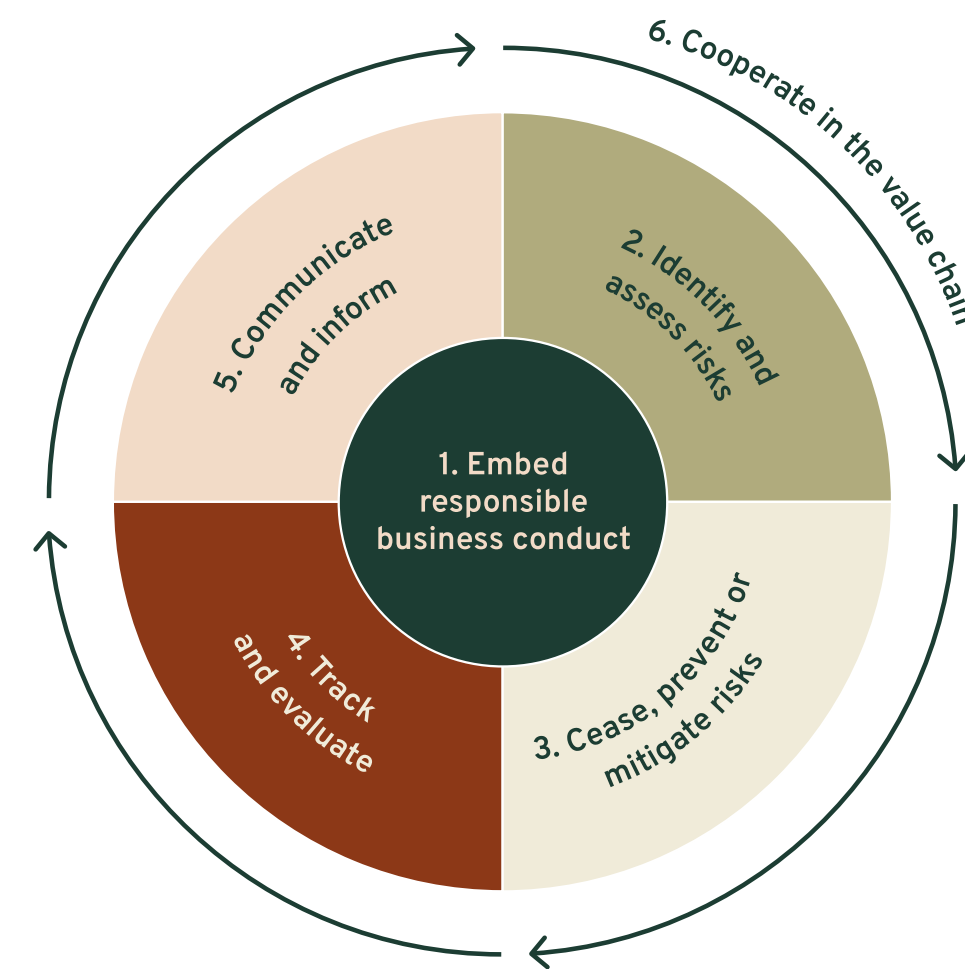 6. Cooperate in the value chain
5. Communicate
and inform
2. Identify and
assess risks
1. Embed
responsible
business conduct
4. Track
and evaluate
3. Cease, prevent or
mitigate risks